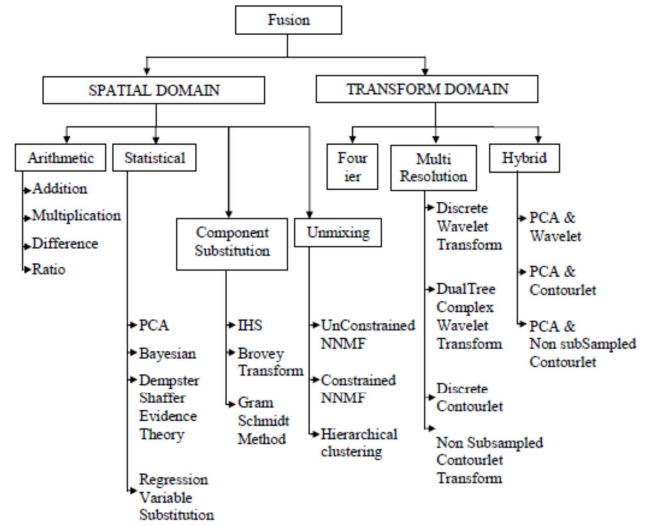 Fusion
SPATIAL DOMAIN
TRANSFORM DOMAIN
Arithmetic
Addition
Multiplication
Difference
Ratio
Statistical
PCA
Bayesian
Dempster
Shaffer
Evidence
Theory
Regression
Variable
Substitution
Component
Substitution
IHS
Brovey
Transform
Gram
Schmidt
Method
Unmixing
UnConstrained
NNMF
Constrained
NNMF
Hierarchical
clustering
Four
ier
Multi
Resolution
Discrete
Wavelet
Transform
DualTree
Complex
Wavelet
Transform
Discrete
Contourlet
Non Subsampled
Contourlet
Transform
Hybrid
PCA &
Wavelet
PCA &
Contourlet
PCA &
Non subSampled
Contourlet